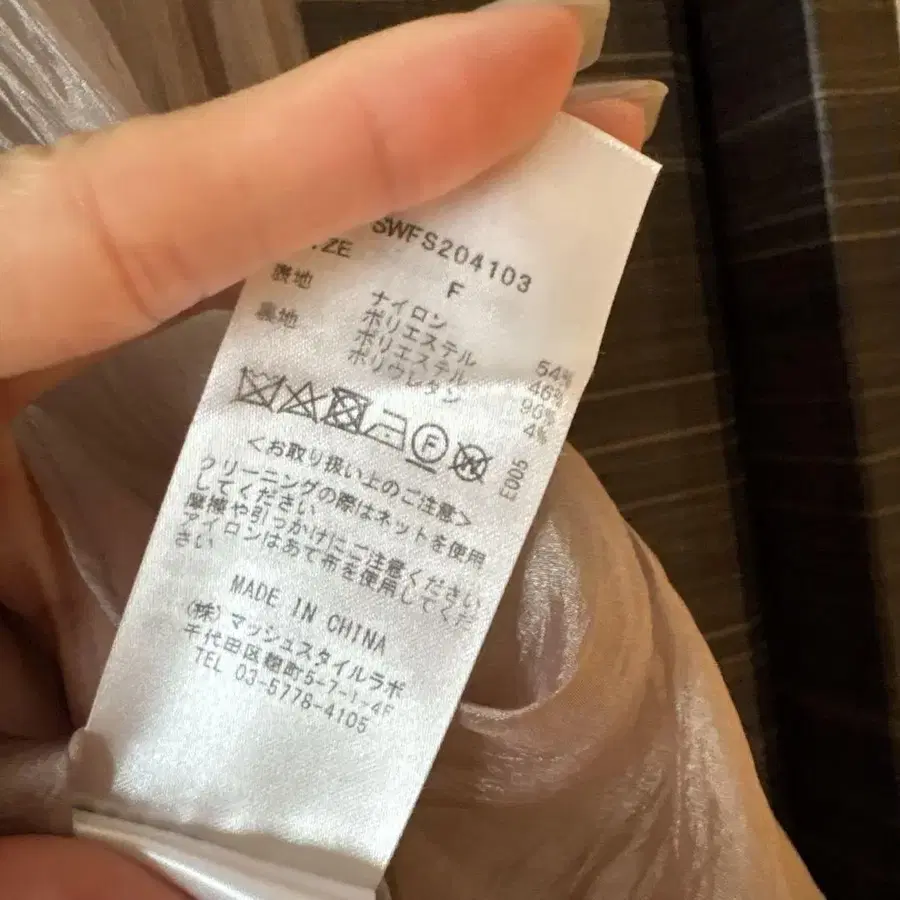 SWFS204103
SIZE F
表地 ナイロン 54%
ポリエステル 46%
裏地 ポリエステル 96%
ポリウレタン 4%
F W
E005
<お取り扱い上のご注意>
クリーニングの際はネットを使用
してください
摩擦や引っかけにご注意ください
アイロンはあて布を使用してくだ
さい
MADE IN CHINA
(株)マッシュスタイルラボ
千代田区麹町5-7-1-4F
TEL 03-5778-4105